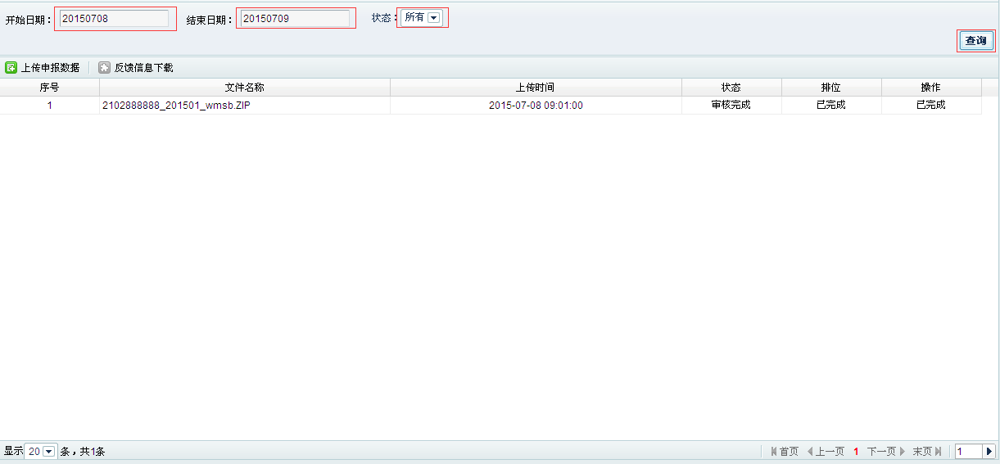 开始日期： 20150708 结束日期： 20150709 状态： 所有
查询
上传申报数据 反馈信息下载
序号 文件名称 上传时间 状态 排位 操作
1 2102888888_201501_wmsb.ZIP 2015-07-08 09:01:00 审核完成 已完成 已完成
显示 20 条，共1条 首页 上一页 1 下一页 末页 1